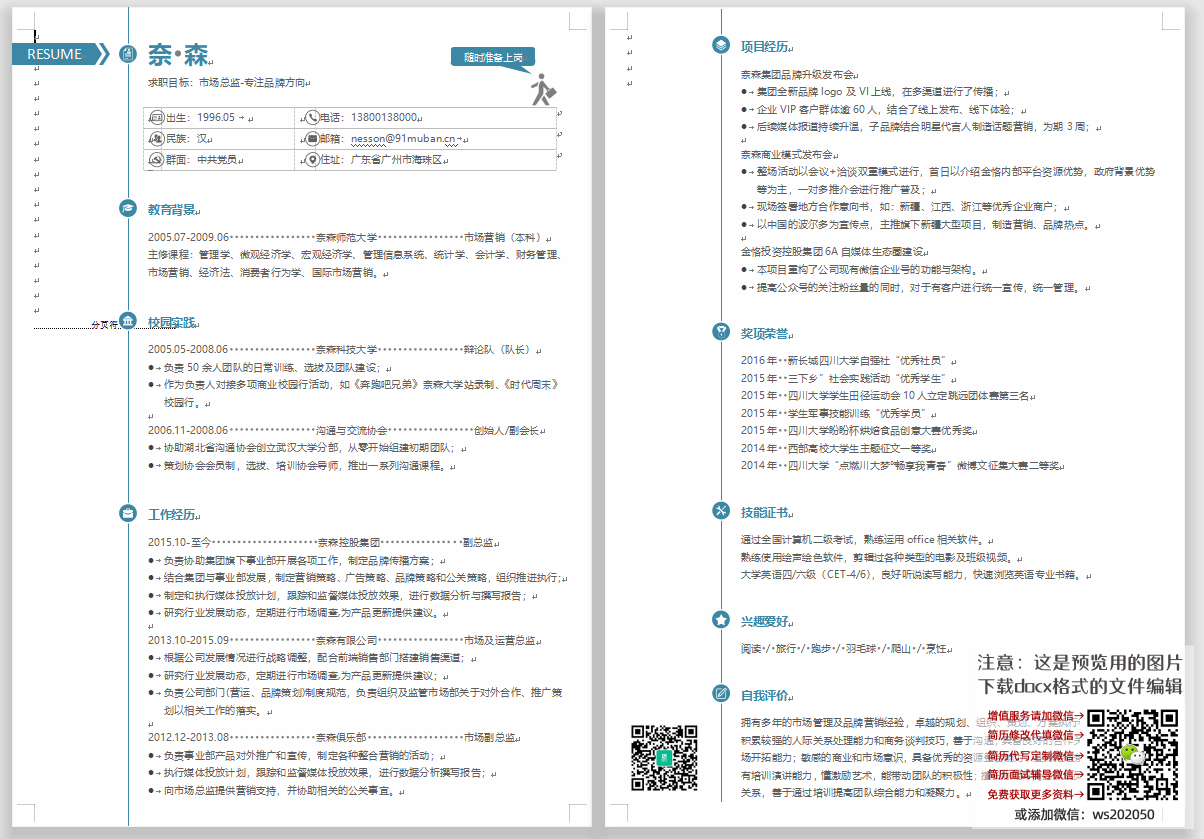 RESUME
奈·森
随时准备上岗
求职目标：市场总监-专注品牌方向
出生：1996.05
电话：13800138000
民族：汉
邮箱：nesson@91muban.cn
群面：中共党员
住址：广东省广州市海珠区
教育背景
2005.07-2009.06 奈森师范大学 市场营销（本科）
主修课程：管理学、微观经济学、宏观经济学、管理信息系统、统计学、会计学、财务管理、
市场营销、经济法、消费者行为学、国际市场营销。
分页符
校园实践
2005.05-2008.06 奈森科技大学 辩论队（队长）
● 负责 50 余人团队的日常训练、选拔及团队建设；
● 作为负责人对接多项商业校园行活动，如《奔跑吧兄弟》奈森大学站录制、《时代周末》
校园行。
2006.11-2008.06 沟通与交流协会 创始人/副会长
● 协助湖北省沟通协会创立武汉大学分部，从零开始组建初期团队；
● 策划协会会员制，选拔、培训协会导师，推出一系列沟通课程。
工作经历
2015.10-至今 奈森控股集团 副总监
● 负责协助集团旗下事业部开展各项工作，制定品牌传播方案；
● 结合集团与事业部发展，制定营销策略、广告策略、品牌策略和公关策略，组织推进执行；
● 制定和执行媒体投放计划，跟踪和监督媒体投放效果，进行数据分析与撰写报告；
● 研究行业发展动态，定期进行市场调查,为产品更新提供建议。
2013.10-2015.09 奈森有限公司 市场及运营总监
● 根据公司发展情况进行战略调整，配合前端销售部门搭建销售渠道；
● 研究行业发展动态，定期进行市场调查,为产品更新提供建议；
● 负责公司部门(营运、品牌策划)制度规范，负责组织及监管市场部关于对外合作、推广策
划以相关工作的落实。
2012.12-2013.08 奈森俱乐部 市场副总监
● 负责事业部产品对外推广和宣传，制定各种整合营销的活动；
● 执行媒体投放计划，跟踪和监督媒体投放效果，进行数据分析撰写报告；
● 向市场总监提供营销支持，并协助相关的公关事宜。
项目经历
奈森集团品牌升级发布会
● 集团全新品牌 logo 及 VI 上线，在多渠道进行了传播；
● 企业 VIP 客户群体逾 60 人，结合了线上发布、线下体验；
● 后续媒体报道持续升温，子品牌结合明星代言人制造话题营销，为期 3 周；
奈森商业模式发布会
● 整场活动以会议+洽谈双重模式进行，首日以介绍金恪内部平台资源优势，政府背景优势
等为主，一对多推介会进行推广普及；
● 现场签署地方合作意向书，如：新疆、江西、浙江等优秀企业商户；
● 以中国的波尔多为宣传点，主推旗下新疆大型项目，制造营销、品牌热点。
金恪投资控股集团 6A 自媒体生态圈建设
● 本项目重构了公司现有微信企业号的功能与架构。
● 提高公众号的关注粉丝量的同时，对于有客户进行统一宣传，统一管理。
奖项荣誉
2016 年 新长城四川大学自强社“优秀社员”
2015 年 三下乡”社会实践活动“优秀学生”
2015 年 四川大学学生田径运动会 10 人立定跳远团体赛第三名
2015 年 学生军事技能训练“优秀学员”
2015 年 四川大学盼盼杯烘焙食品创意大赛优秀奖
2014 年 西部高校大学生主题征文一等奖
2014 年 四川大学“点燃川大梦 畅享我青春”微博文征集大赛二等奖
技能证书
通过全国计算机二级考试，熟练运用 office 相关软件。
熟练使用绘声绘色软件，剪辑过各种类型的电影及班级视频。
大学英语四/六级（CET-4/6），良好听说读写能力，快速浏览英语专业书籍。
兴趣爱好
阅读 / 旅行 / 跑步 / 羽毛球 / 爬山 / 烹饪
自我评价
拥有多年的市场管理及品牌营销经验，卓越的规划、组织、策划、方案执行
积累较强的人际关系处理能力和商务谈判技巧，善于沟通，具备良好的合作关
场开拓能力；敏感的商业和市场意识，具备优秀的资源
有培训演讲能力，懂激励艺术，能带动团队的积极性；
关系，善于通过培训提高团队综合能力和凝聚力。
注意：这是预览用的图片
下载docx格式的文件编辑
增值服务请加微信→
简历修改代填微信→
简历代写定制微信→
简历面试辅导微信→
免费获取更多资料→
或添加微信：ws202050